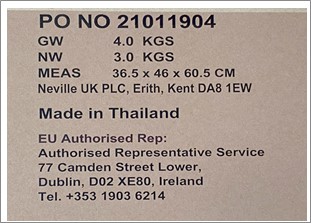 PO NO 21011904
GW 4.0 KGS
NW 3.0 KGS
MEAS 36.5 x 46 x 60.5 CM
Neville UK PLC, Erith, Kent DA8 1EW
Made in Thailand
EU Authorised Rep:
Authorised Representative Service
77 Camden Street Lower,
Dublin, D02 XE80, Ireland
Tel. +353 1903 6214